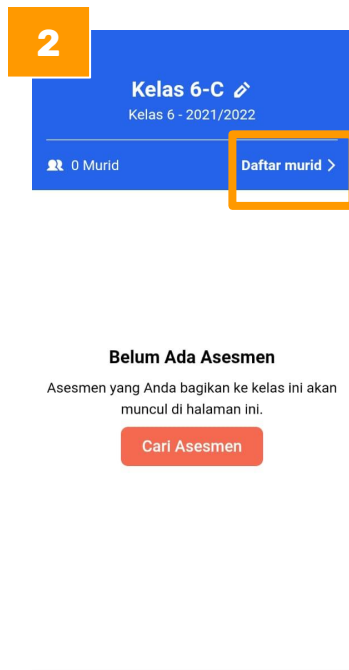 2
Kelas 6-C
Kelas 6 - 2021/2022
0 Murid
Daftar murid >
Belum Ada Asesmen
Asesmen yang Anda bagikan ke kelas ini akan
muncul di halaman ini.
Cari Asesmen